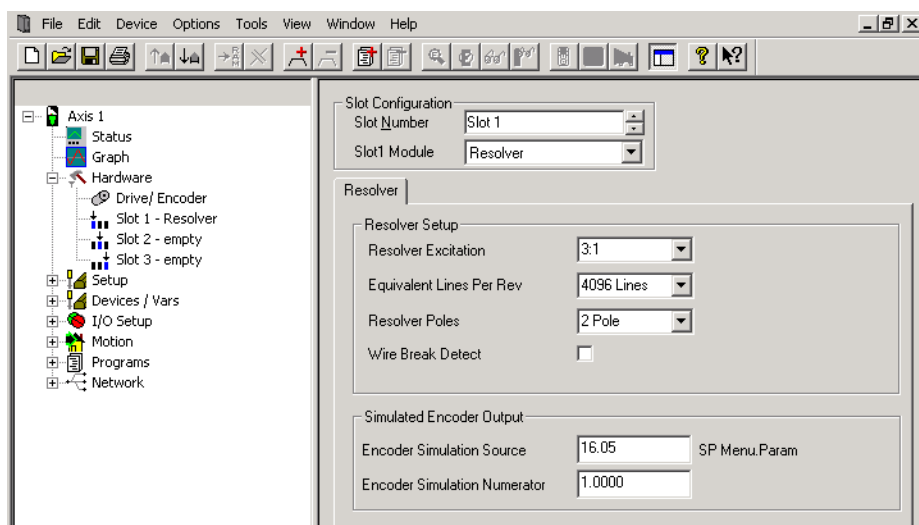 File Edit Device Options Tools View Window Help
Axis 1
Status
Graph
Hardware
Drive/ Encoder
Slot 1 - Resolver
Slot 2 - empty
Slot 3 - empty
Setup
Devices / Vars
I/O Setup
Motion
Programs
Network
Slot Configuration
Slot Number Slot 1
Slot1 Module Resolver
Resolver
Resolver Setup
Resolver Excitation 3:1
Equivalent Lines Per Rev 4096 Lines
Resolver Poles 2 Pole
Wire Break Detect
Simulated Encoder Output
Encoder Simulation Source 16.05 SP Menu.Param
Encoder Simulation Numerator 1.0000